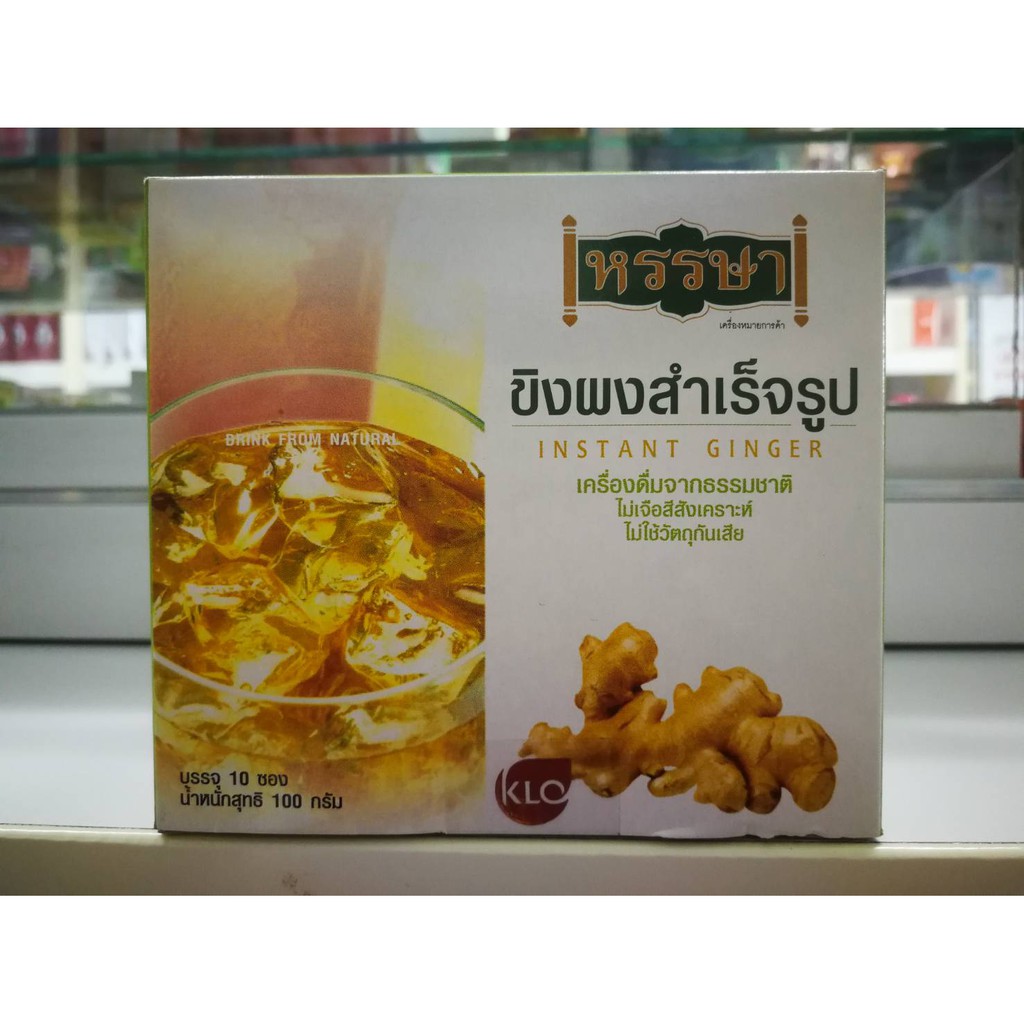 หรรษา
เครื่องหมายการค้า
ขิงผงสำเร็จรูป
INSTANT GINGER
เครื่องดื่มจากธรรมชาติ
ไม่เจือสีสังเคราะห์
ไม่ใช้วัตถุกันเสีย
DRINK FROM NATURAL
บรรจุ 10 ซอง
น้ำหนักสุทธิ 100 กรัม
KLO